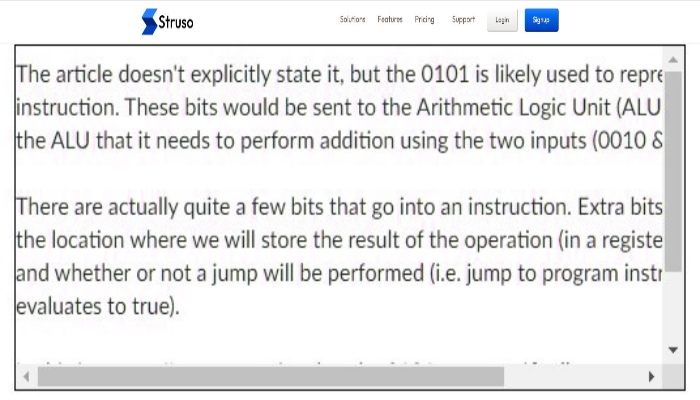 Struso
Solutions Features Pricing Support Login Signup
The article doesn't explicitly state it, but the 0101 is likely used to repre
instruction. These bits would be sent to the Arithmetic Logic Unit (ALU
the ALU that it needs to perform addition using the two inputs (0010 &
There are actually quite a few bits that go into an instruction. Extra bits
the location where we will store the result of the operation (in a registe
and whether or not a jump will be performed (i.e. jump to program instr
evaluates to true).